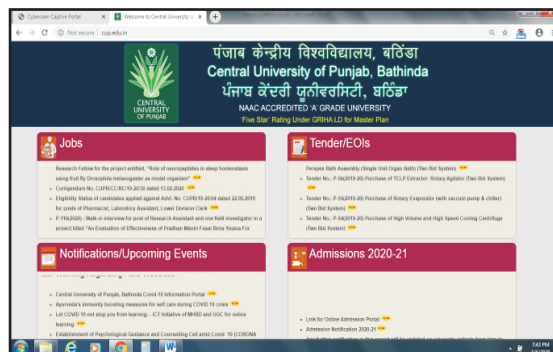 Cyberoam Captive Portal
Welcome to Central University o
Not secure | cup.edu.in
पंजाब केन्द्रीय विश्वविद्यालय, बठिंडा
Central University of Punjab, Bathinda
ਪੰਜਾਬ ਕੇਂਦਰੀ ਯੂਨੀਵਰਸਿਟੀ, ਬਠਿੰਡਾ
NAAC ACCREDITED 'A' GRADE UNIVERSITY
'Five Star' Rating Under GRIHA LD for Master Plan
CENTRAL
UNIVERSITY
OF PUNJAB
Jobs
Research Fellow for the project entitled, "Role of neuropeptides in sleep homeostasis
using fruit fly Drosophila melanogaster as model organism"
Corrigendum No. CUPB/CC/RC/19-20/36 dated 13.02.2020
Eligibility Status of candidates applied against Advt. No. CUPB/19-20/04 dated 22.05.2019
for posts of Pharmacist, Laboratory Assistant, Lower Division Clerk
P-116(2020) : Walk-in interview for post of Research Assistant and one field investigator in a
project titled "An Evaluation of Effectiveness of Pradhan Mantri Fasal Bima Yojana For
Tender/EOIs
Perspex Bath Assembly (Single Unit Organ Bath) (Two Bid System)
Tender No.: P-56(2019-20) Purchase of TCLP Extractor- Rotary Agitator (Two Bid System)
Tender No.: P-55(2019-20) Purchase of Rotary Evaporator (with vaccum pump & chiller)
(Two Bid System)
Tender No.: P-54(2019-20) Purchase of High Volume and High Speed Cooling Centrifuge
(Two Bid System)
Notifications/Upcoming Events
Central University of Punjab, Bathinda Covid-19 Information Portal
Ayurveda's immunity boosting measures for self care during COVID 19 crisis
Let COVID 19 not stop you from learning - ICT Initiative of MHRD and UGC for online
learning
Establishment of Psychological Guidance and Counselling Cell amid Covid- 19 (CORONA
Admissions 2020-21
Link for Online Admission Portal
Admission Notification 2020-21
7:43 PM